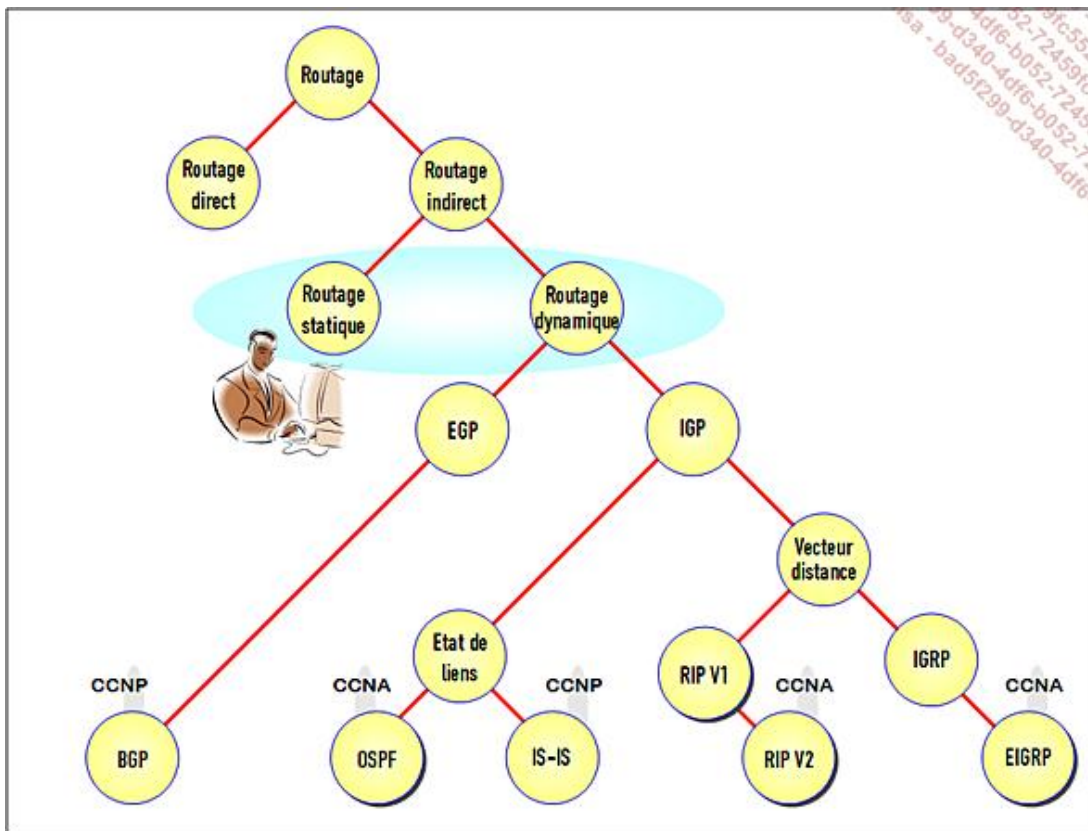 Routage
Routage
direct
Routage
indirect
Routage
statique
Routage
dynamique
EGP
IGP
Vecteur
distance
Etat de
liens
RIP V1
IGRP
CCNP
CCNA
CCNP
CCNA
CCNA
BGP
OSPF
IS-IS
RIP V2
EIGRP